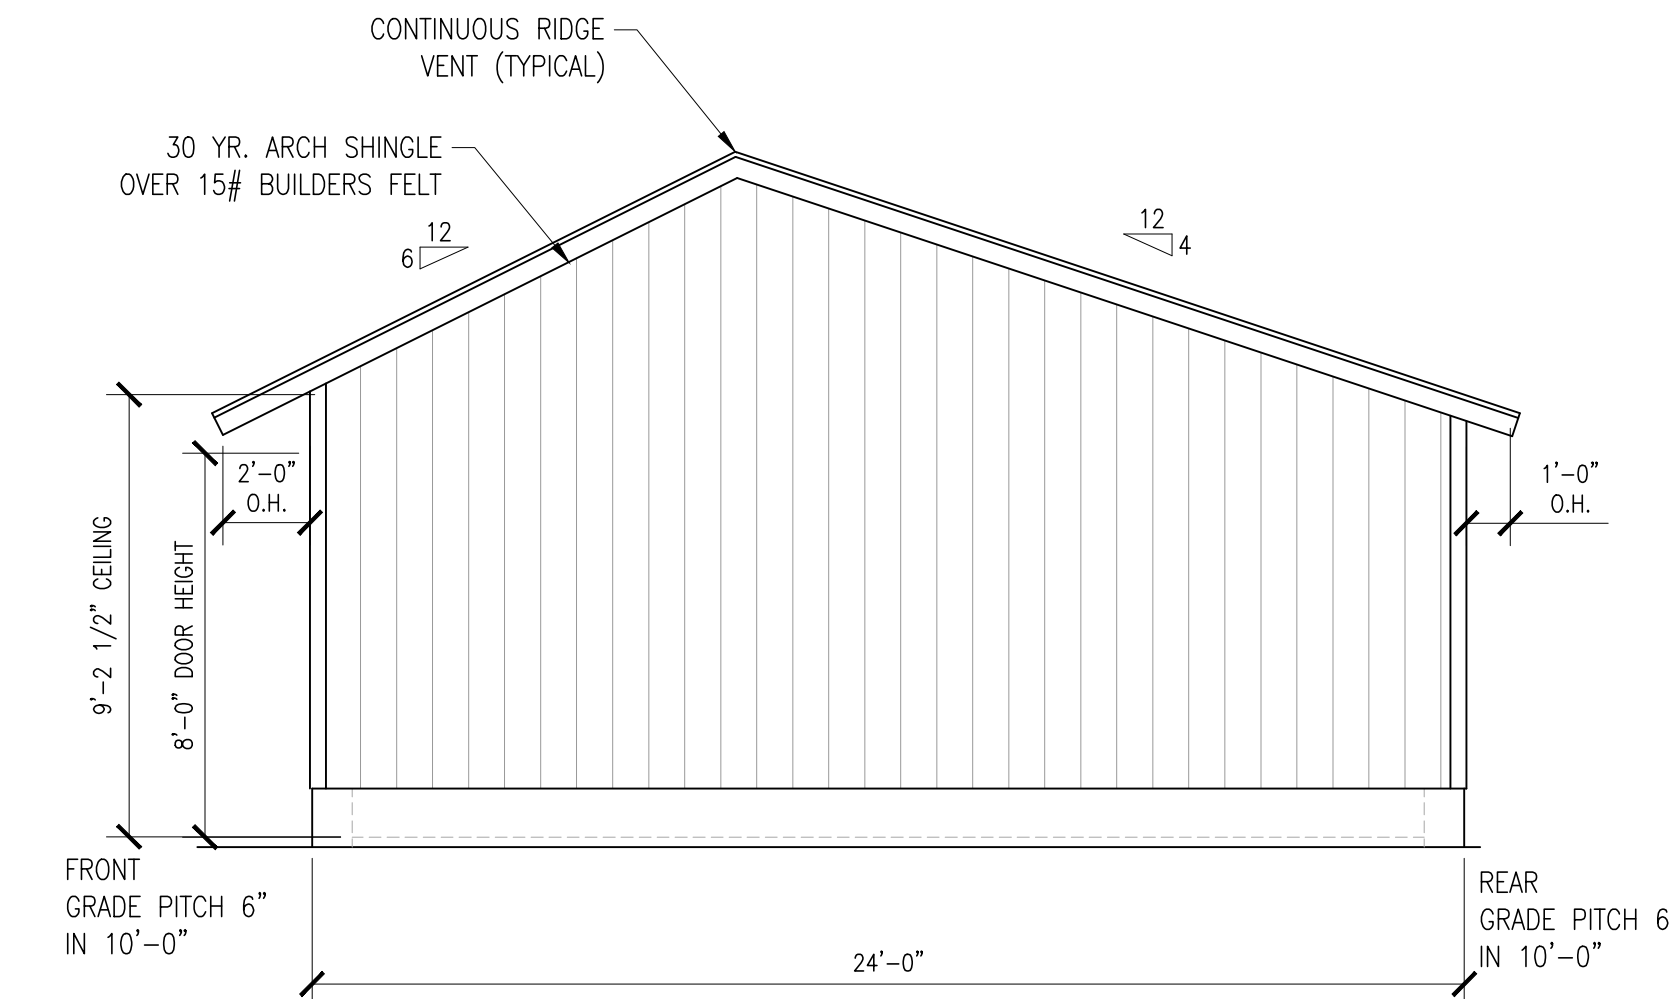 CONTINUOUS RIDGE
VENT (TYPICAL)
30 YR. ARCH SHINGLE
OVER 15# BUILDERS FELT
12
6
12
4
2'-0"
O.H.
1'-0"
O.H.
9'-2 1/2" CEILING
8'-0" DOOR HEIGHT
FRONT
GRADE PITCH 6"
IN 10'-0"
REAR
GRADE PITCH 6
IN 10'-0"
24'-0"